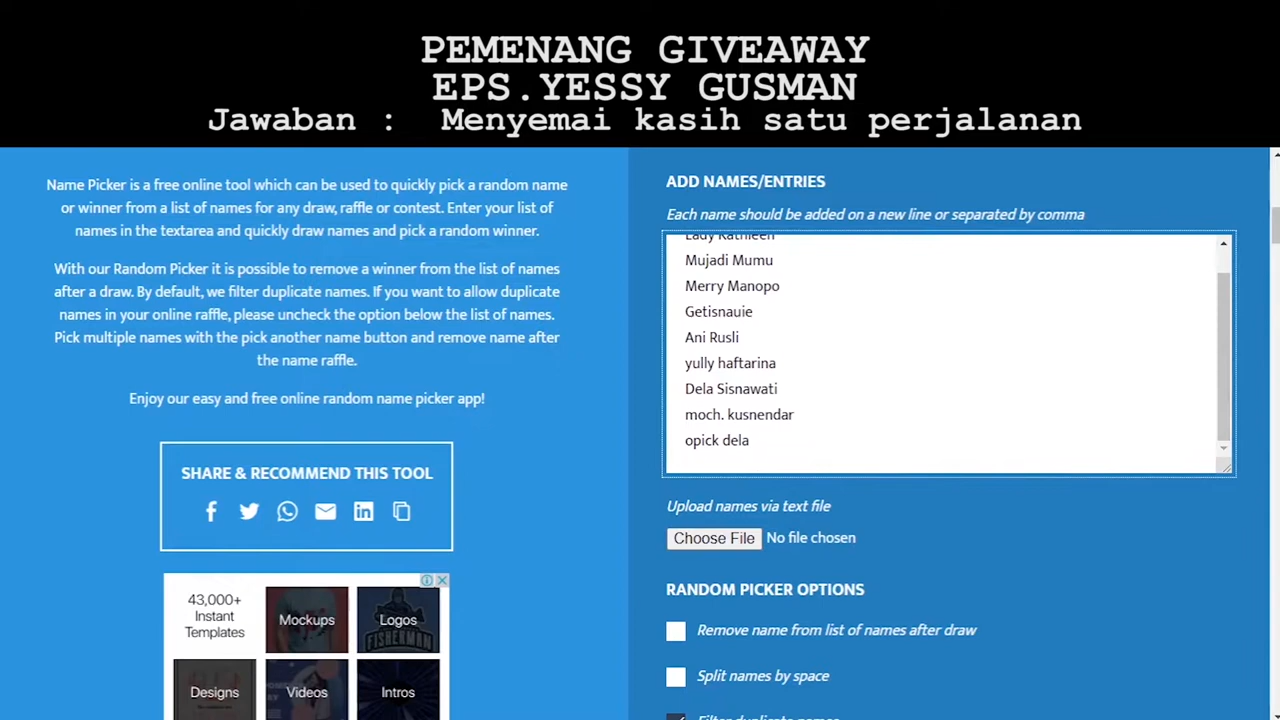 PEMENANG GIVEAWAY
EPS.YESSY GUSMAN
Jawaban : Menyemai kasih satu perjalanan
Name Picker is a free online tool which can be used to quickly pick a random name
or winner from a list of names for any draw, raffle or contest. Enter your list of
names in the textarea and quickly draw names and pick a random winner.
With our Random Picker it is possible to remove a winner from the list of names
after a draw. By default, we filter duplicate names. If you want to allow duplicate
names in your online raffle, please uncheck the option below the list of names.
Pick multiple names with the pick another name button and remove name after
the name raffle.
Enjoy our easy and free online random name picker app!
SHARE & RECOMMEND THIS TOOL
43,000+
Instant
Templates
Mockups
Logos
FISHERMAN
Designs
Videos
Intros
ADD NAMES/ENTRIES
Each name should be added on a new line or separated by comma
Lady Kathleen
Mujadi Mumu
Merry Manopo
Getisnauie
Ani Rusli
yully haftarina
Dela Sisnawati
moch. kusnendar
opick dela
Upload names via text file
Choose File No file chosen
RANDOM PICKER OPTIONS
Remove name from list of names after draw
Split names by space
Filter duplicate names